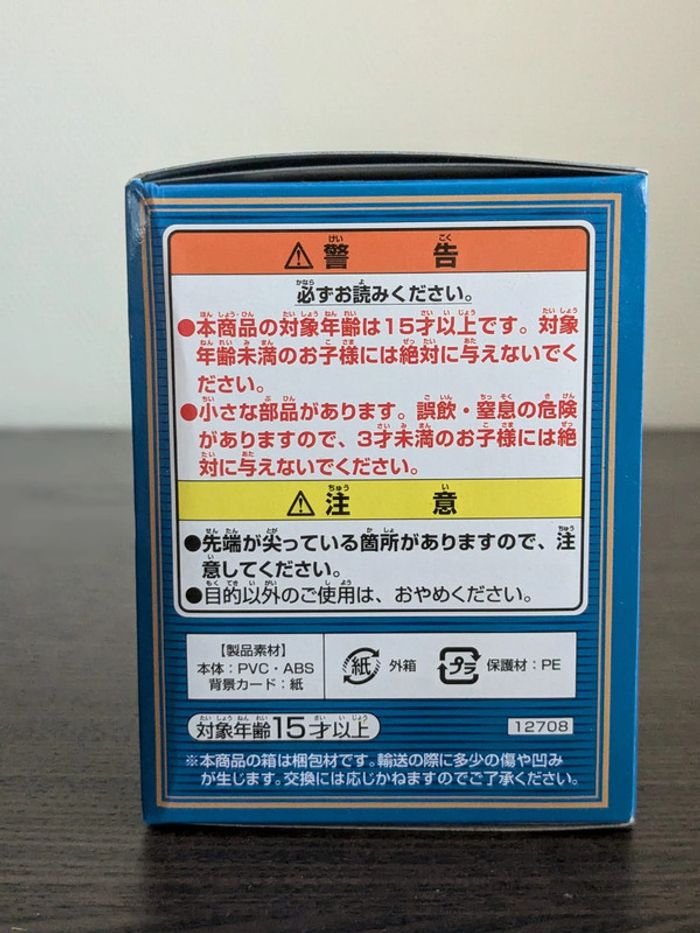 ⚠警告
必ずお読みください。
●本商品の対象年齢は15才以上です。対象
年齢未満のお子様には絶対に与えないでく
ださい。
●小さな部品があります。誤飲・窒息の危険
がありますので、3才未満のお子様には絶
対に与えないでください。
⚠注意
●先端が尖っている箇所がありますので、注
意してください。
●目的以外のご使用は、おやめください。
【製品素材】
本体：PVC・ABS
背景カード：紙
紙 外箱
プラ 保護材：PE
対象年齢15才以上
12708
※本商品の箱は梱包材です。輸送の際に多少の傷や凹み
が生じます。交換には応じかねますのでご了承ください。